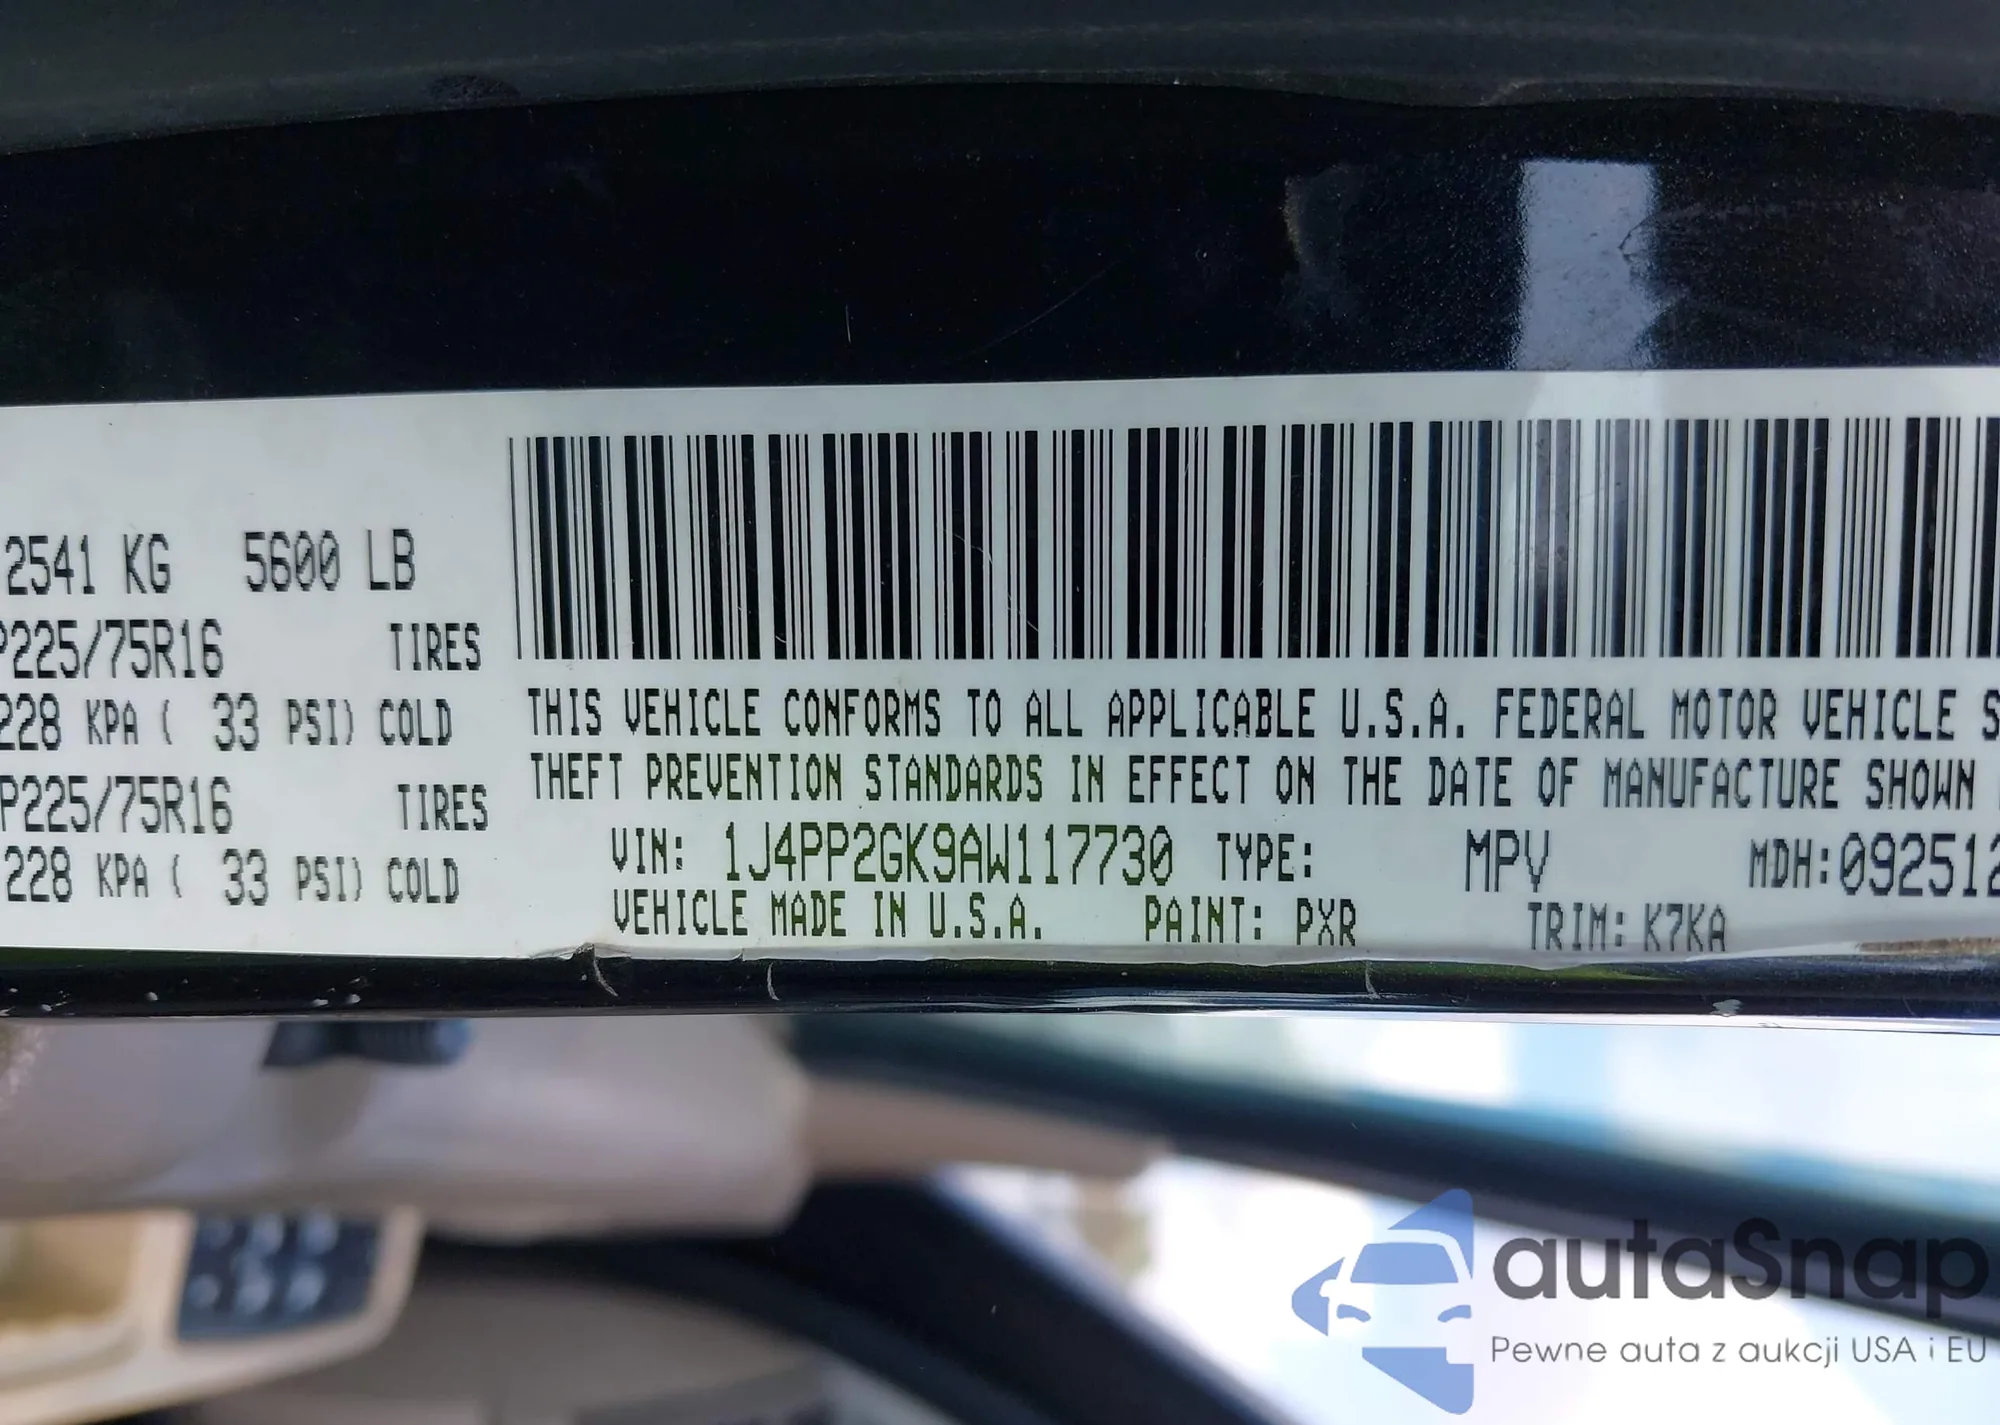 2541 KG 5600 LB
P225/75R16 TIRES
228 KPA ( 33 PSI) COLD
P225/75R16 TIRES
228 KPA ( 33 PSI) COLD
THIS VEHICLE CONFORMS TO ALL APPLICABLE U.S.A. FEDERAL MOTOR VEHICLE S
THEFT PREVENTION STANDARDS IN EFFECT ON THE DATE OF MANUFACTURE SHOWN
VIN: 1J4PP2GK9AW117730 TYPE: MPV MDH:092512
VEHICLE MADE IN U.S.A. PAINT: PXR TRIM: K7KA
autaSnap
Pewne auta z aukcji USA i EU